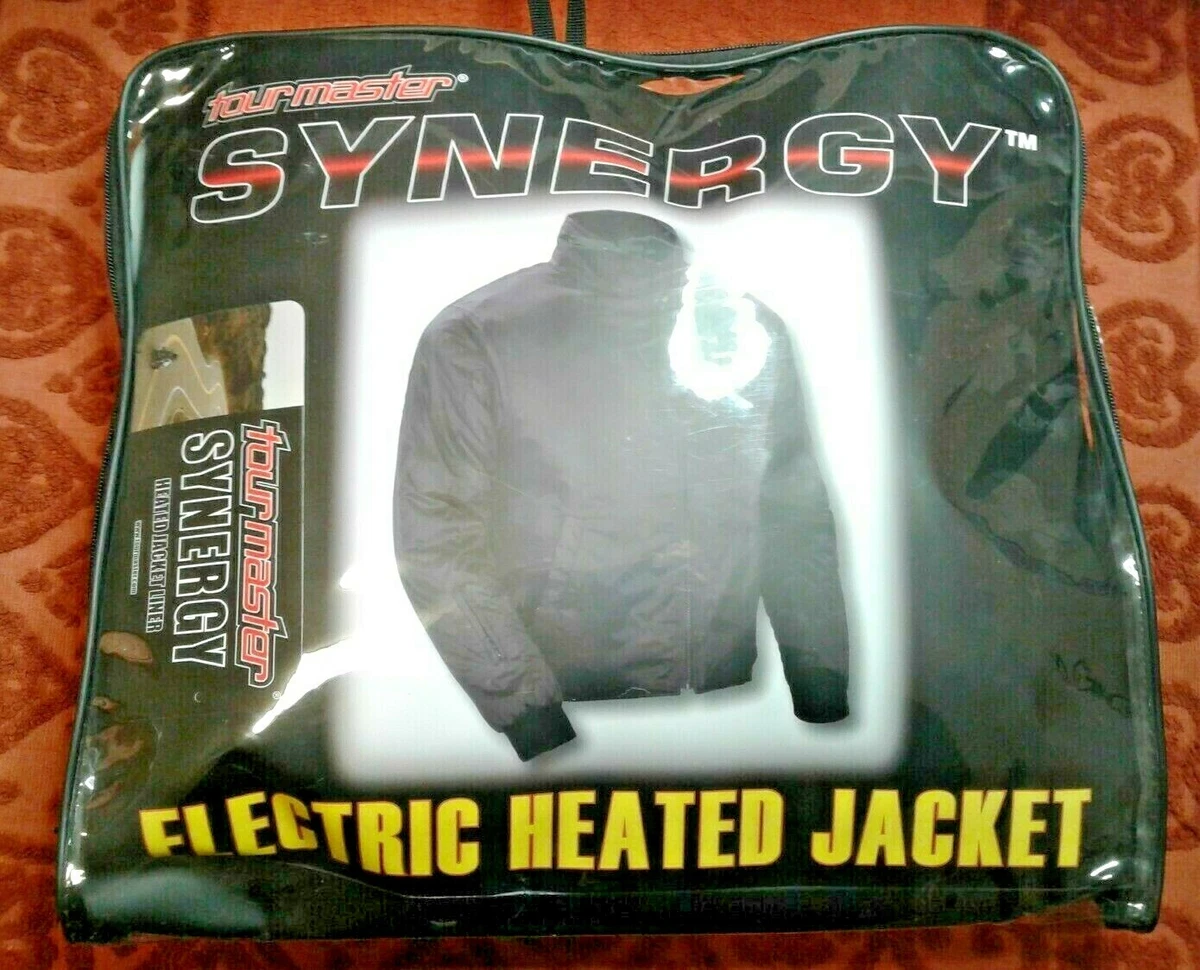 tourmaster®
SYNERGY™
tourmaster®
SYNERGY
HEATED JACKET LINER
ELECTRIC HEATED JACKET